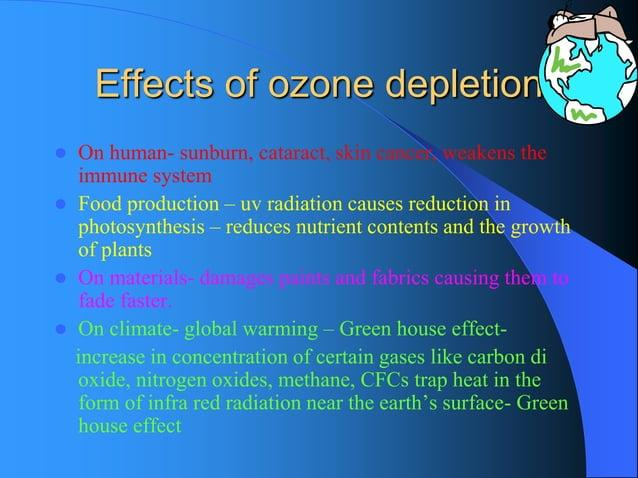 Effects of ozone depletion
On human- sunburn, cataract, skin cancer, weakens the
immune system
Food production – uv radiation causes reduction in
photosynthesis – reduces nutrient contents and the growth
of plants
On materials- damages paints and fabrics causing them to
fade faster.
On climate- global warming – Green house effect-
increase in concentration of certain gases like carbon di
oxide, nitrogen oxides, methane, CFCs trap heat in the
form of infra red radiation near the earth’s surface- Green
house effect